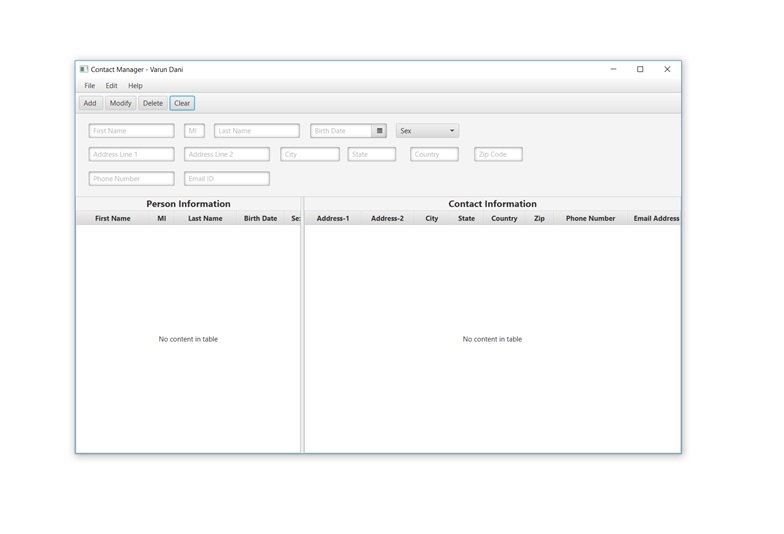 Contact Manager - Varun Dani
File Edit Help
Add Modify Delete Clear
First Name MI Last Name Birth Date Sex
Address Line 1 Address Line 2 City State Country Zip Code
Phone Number Email ID
Person Information Contact Information
First Name MI Last Name Birth Date Address-1 Address-2 City State Country Zip Phone Number Email Address
No content in table No content in table